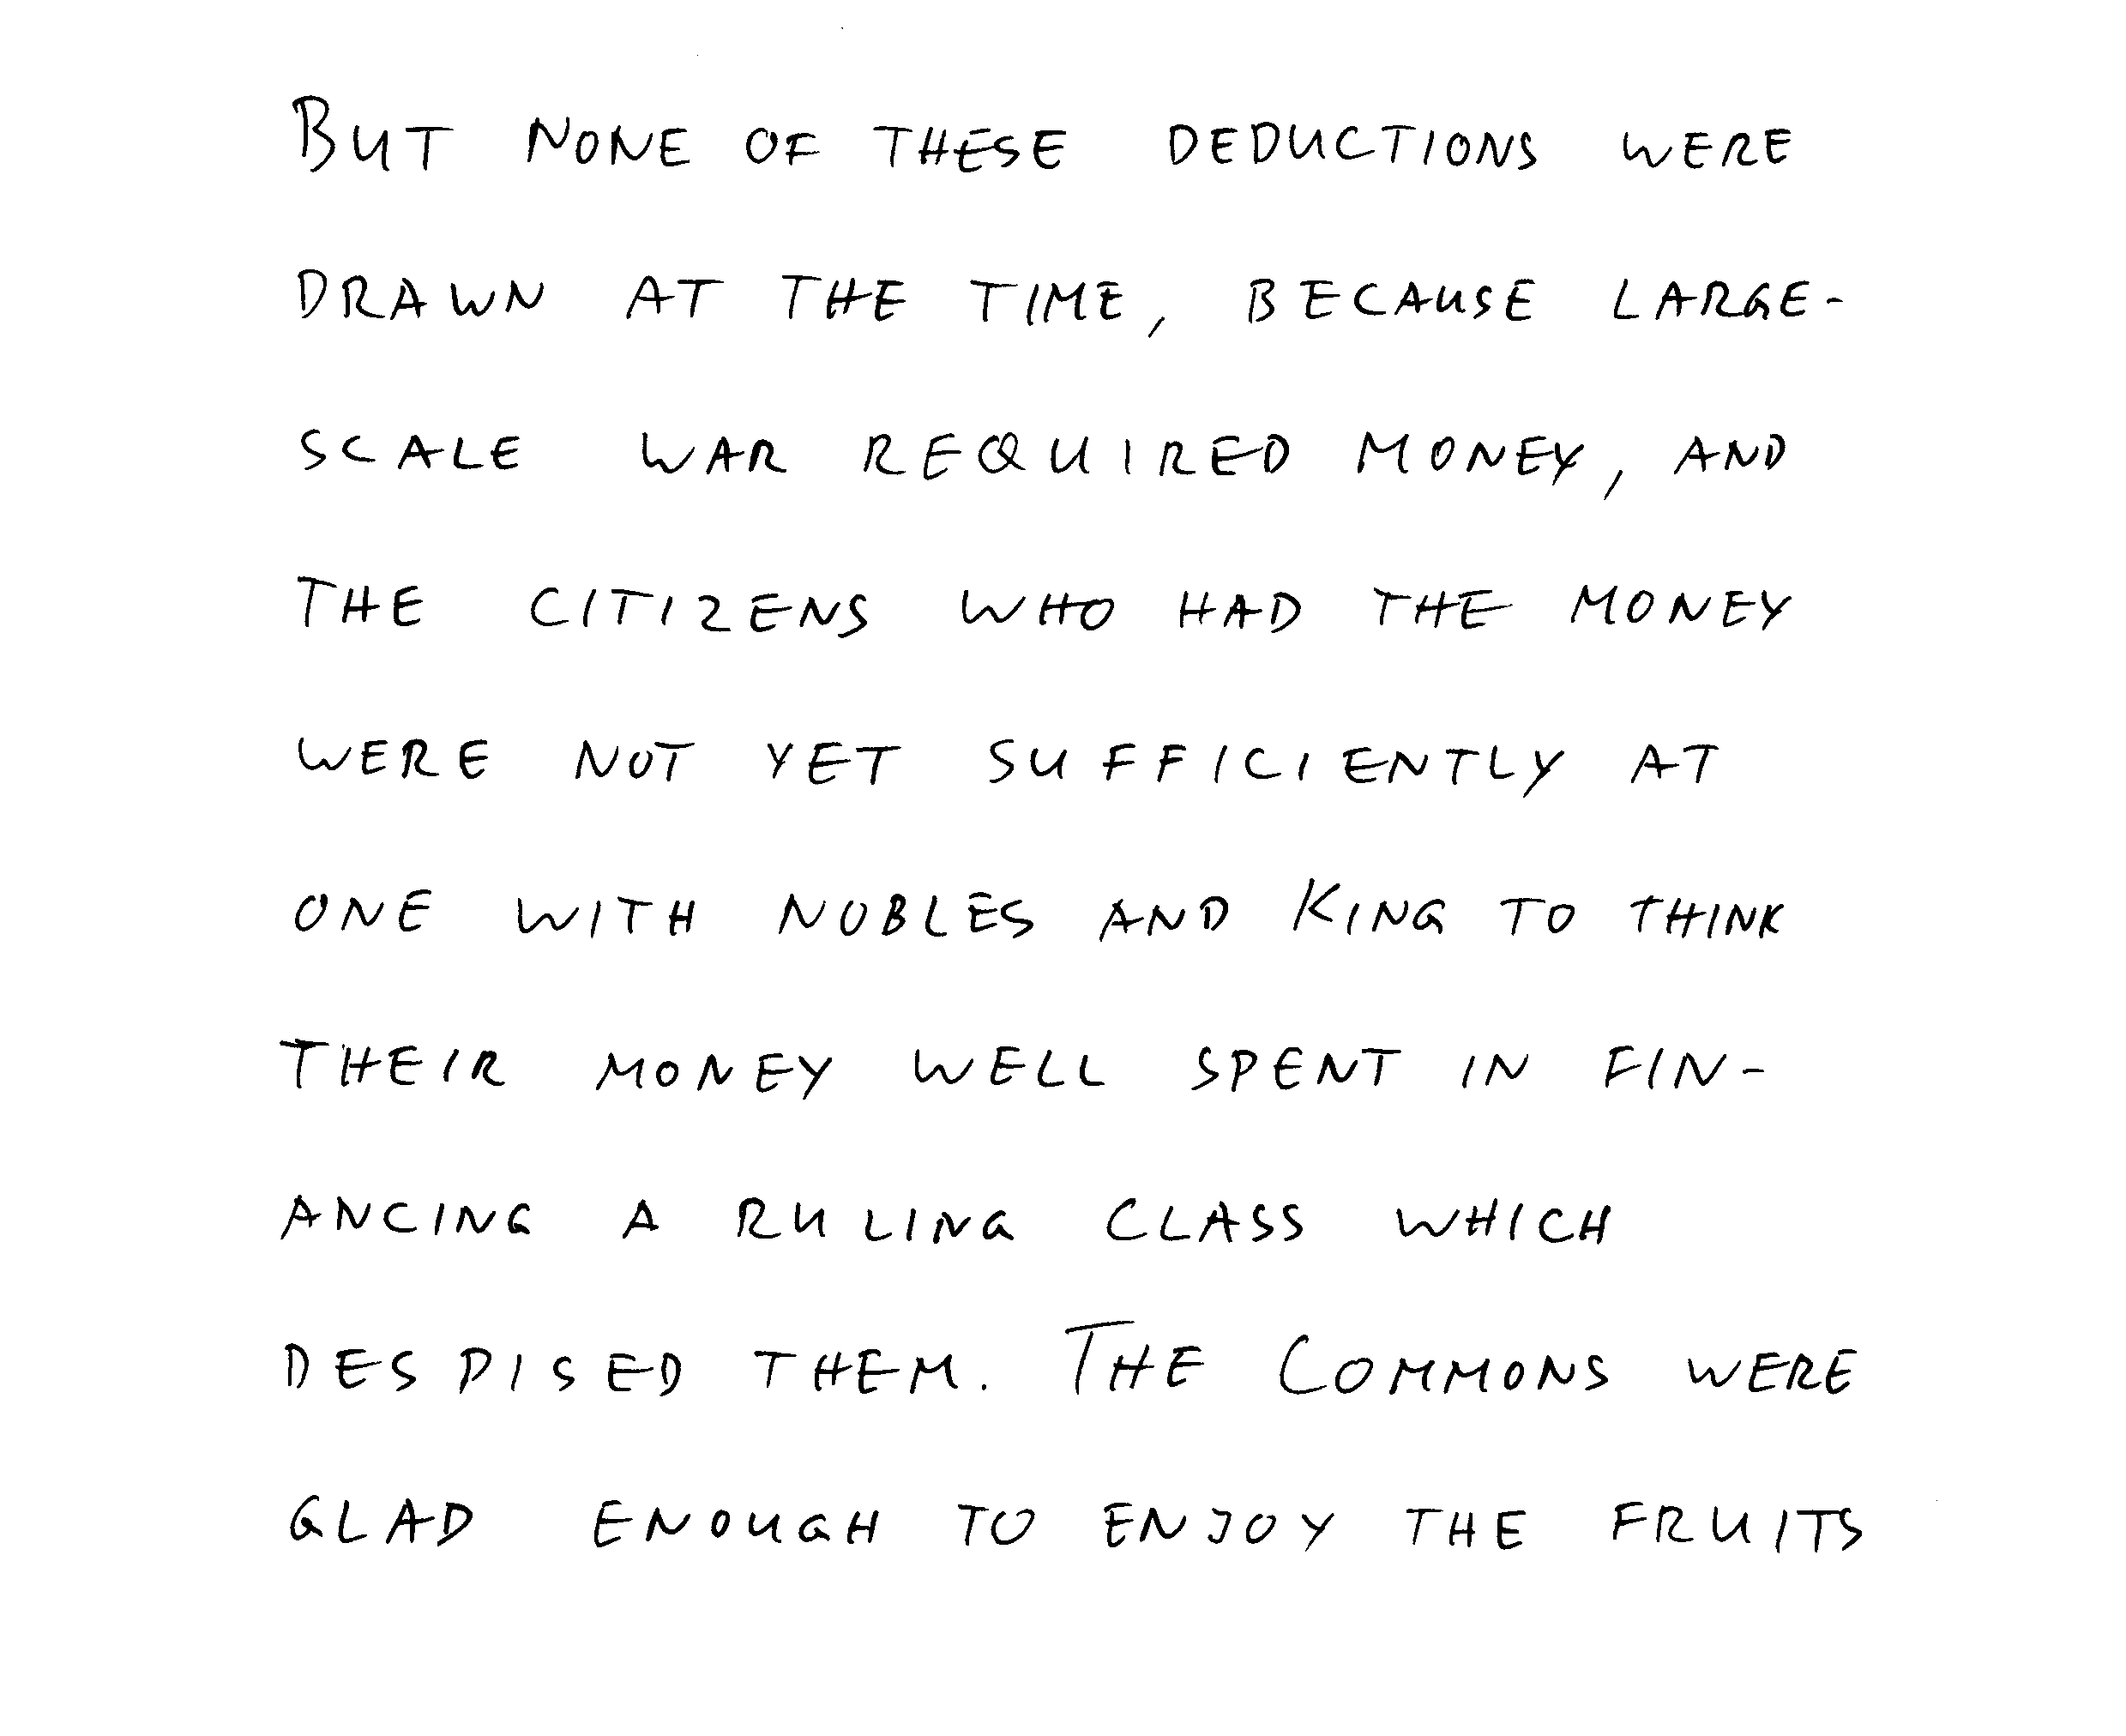 BUT NONE OF THESE DEDUCTIONS WERE
DRAWN AT THE TIME, BECAUSE LARGE-
SCALE WAR REQUIRED MONEY, AND
THE CITIZENS WHO HAD THE MONEY
WERE NOT YET SUFFICIENTLY AT
ONE WITH NOBLES AND KING TO THINK
THEIR MONEY WELL SPENT IN FIN-
ANCING A RULING CLASS WHICH
DESPISED THEM. THE COMMONS WERE
GLAD ENOUGH TO ENJOY THE FRUITS